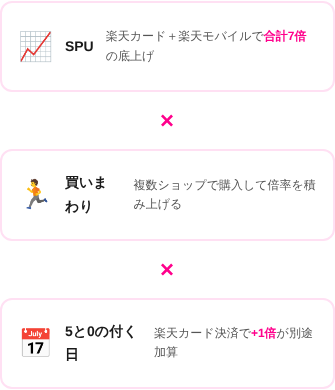 SPU
楽天カード＋楽天モバイルで合計7倍
の底上げ
×
買いま
わり
複数ショップで購入して倍率を積
み上げる
×
July
17
5と0の付く
日
楽天カード決済で+1倍が別途
加算